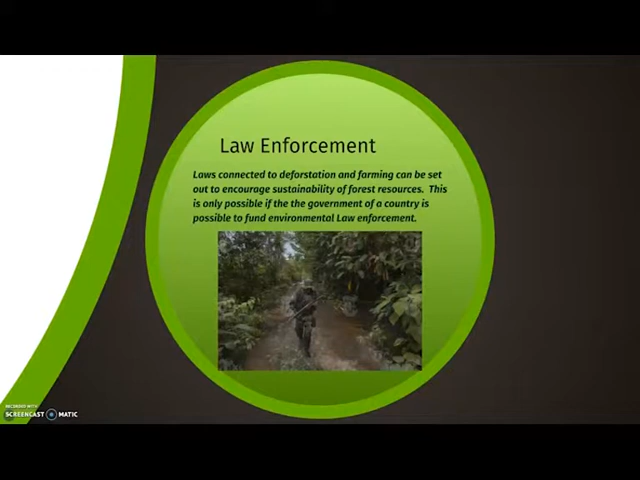 Law Enforcement
Laws connected to deforstation and farming can be set
out to encourage sustainability of forest resources. This
is only possible if the the government of a country is
possible to fund environmental Law enforcement.
RECORDED WITH
SCREENCAST MATIC